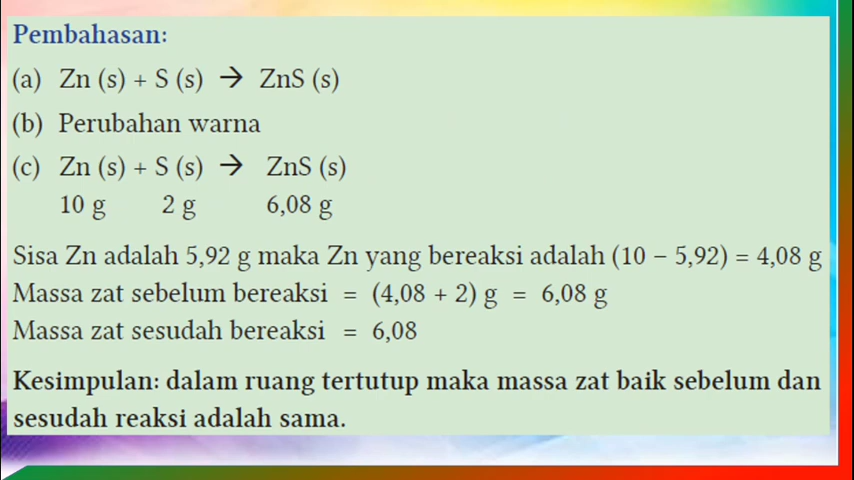 Pembahasan:
(a) Zn (s) + S (s) → ZnS (s)
(b) Perubahan warna
(c) Zn (s) + S (s) → ZnS (s)
10 g 2 g 6,08 g
Sisa Zn adalah 5,92 g maka Zn yang bereaksi adalah (10 − 5,92) = 4,08 g
Massa zat sebelum bereaksi = (4,08 + 2) g = 6,08 g
Massa zat sesudah bereaksi = 6,08
Kesimpulan: dalam ruang tertutup maka massa zat baik sebelum dan
sesudah reaksi adalah sama.